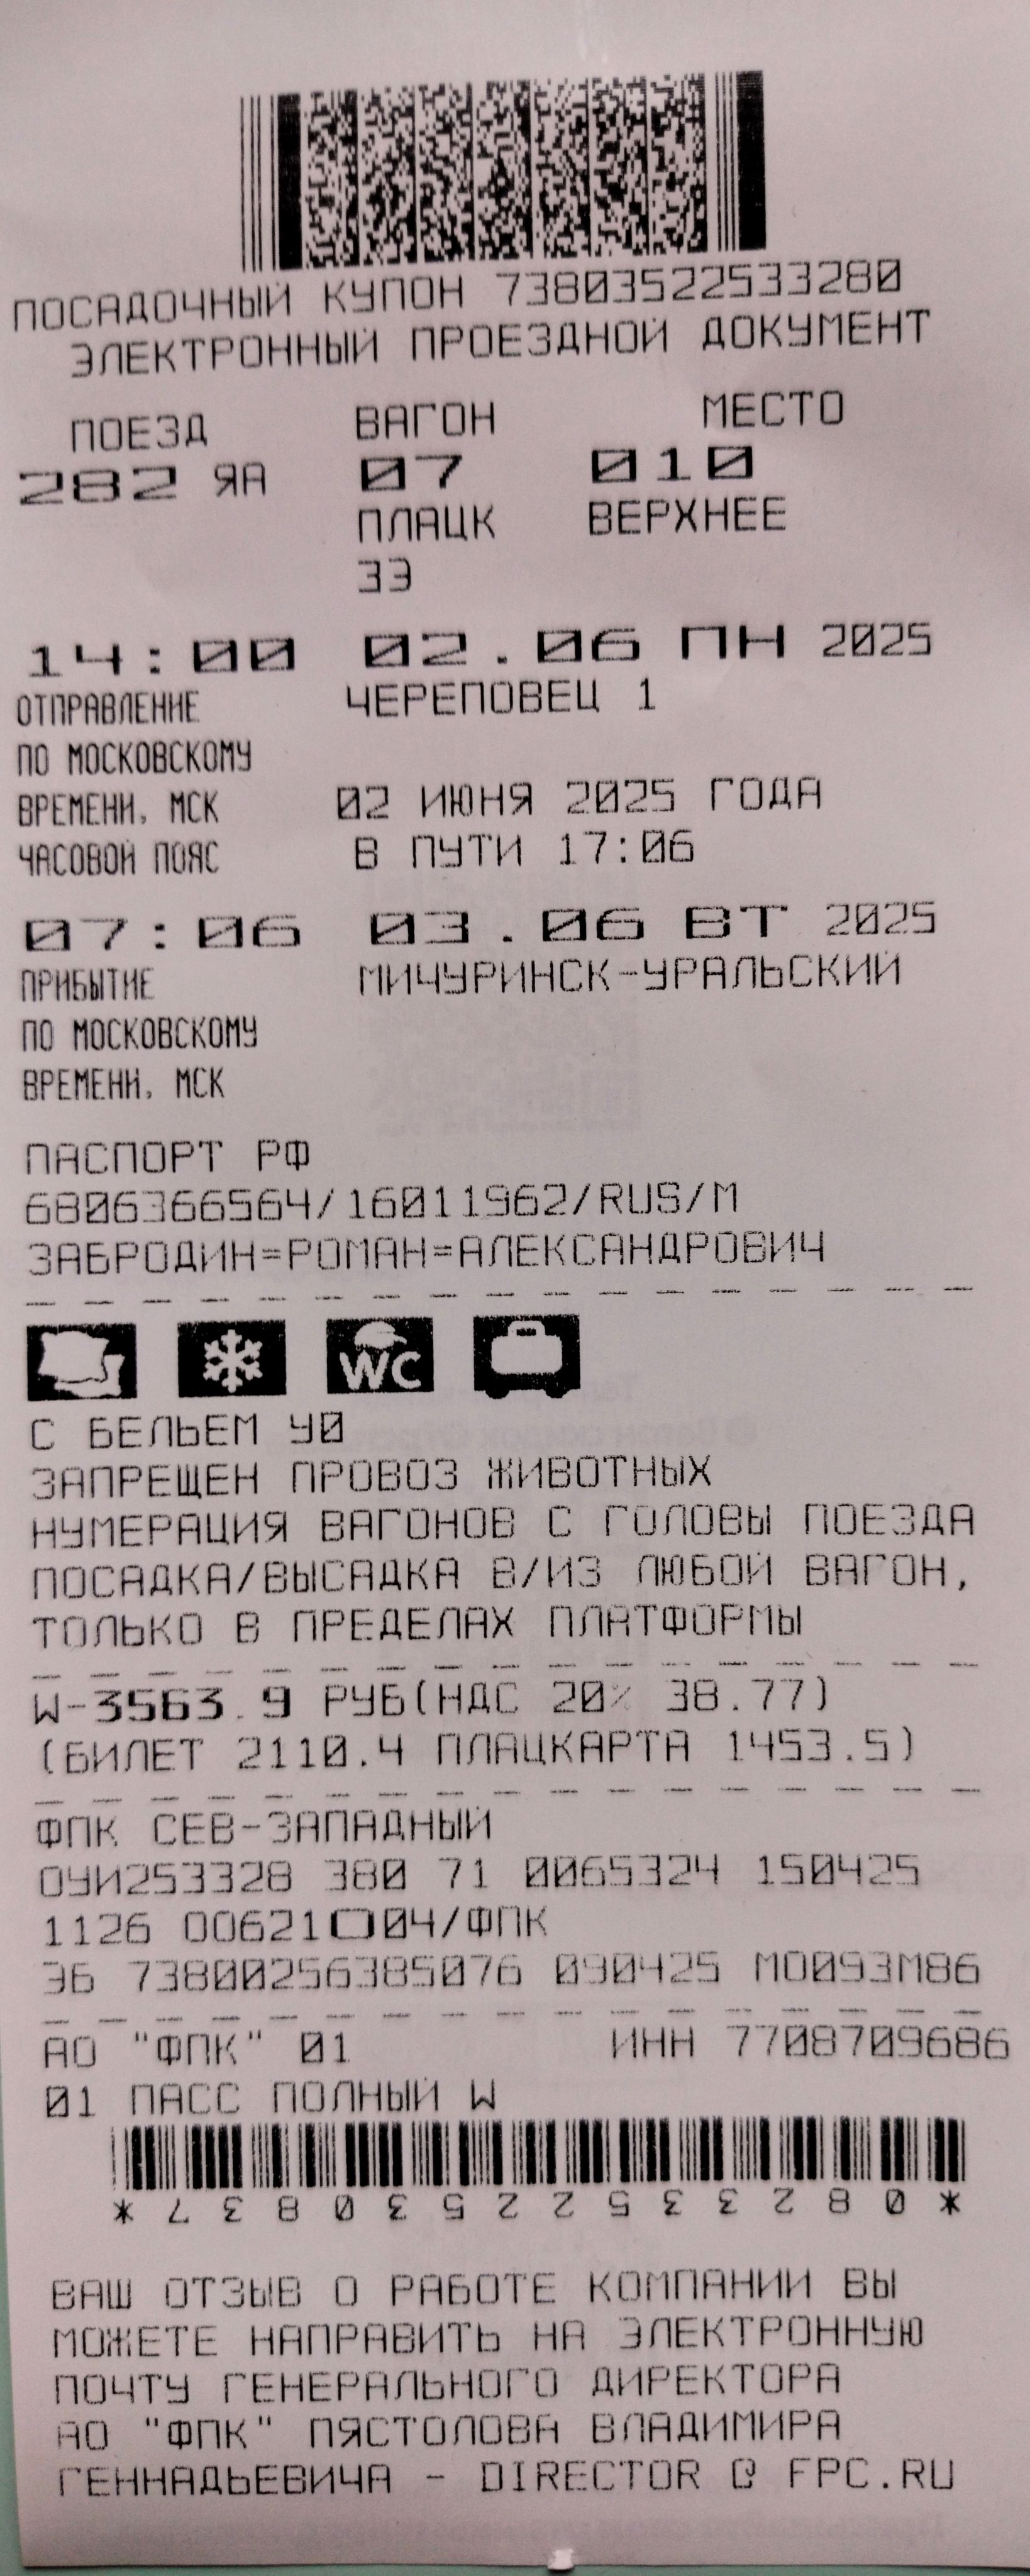 ПОСАДОЧНЫЙ КУПОН 73803522533280
ЭЛЕКТРОННЫЙ ПРОЕЗДНОЙ ДОКУМЕНТ
ПОЕЗД ВАГОН МЕСТО
282 ЯА 07 010
ПЛАЦК ВЕРХНЕЕ
3Э
14:00 02.06 ПН 2025
ОТПРАВЛЕНИЕ ЧЕРЕПОВЕЦ 1
ПО МОСКОВСКОМУ
ВРЕМЕНИ, МСК 02 ИЮНЯ 2025 ГОДА
ЧАСОВОЙ ПОЯС В ПУТИ 17:06
07:06 03.06 ВТ 2025
ПРИБЫТИЕ МИЧУРИНСК-УРАЛЬСКИЙ
ПО МОСКОВСКОМУ
ВРЕМЕНИ, МСК
ПАСПОРТ РФ
6806366564/16011962/RUS/M
ЗАБРОДИН=РОМАН=АЛЕКСАНДРОВИЧ
WC
С БЕЛЬЕМ У0
ЗАПРЕЩЕН ПРОВОЗ ЖИВОТНЫХ
НУМЕРАЦИЯ ВАГОНОВ С ГОЛОВЫ ПОЕЗДА
ПОСАДКА/ВЫСАДКА В/ИЗ ЛЮБОЙ ВАГОН,
ТОЛЬКО В ПРЕДЕЛАХ ПЛАТФОРМЫ
W-3563.9 РУБ(НДС 20% 38.77)
(БИЛЕТ 2110.4 ПЛАЦКАРТА 1453.5)
ФПК СЕВ-ЗАПАДНЫЙ
ОУИ253328 380 71 0065324 150425
1126 00621О04/ФПК
ЭБ 73800256385076 090425 М0093М86
АО "ФПК" 01 ИНН 7708709686
01 ПАСС ПОЛНЫЙ W
*08233522530837*
ВАШ ОТЗЫВ О РАБОТЕ КОМПАНИИ ВЫ
МОЖЕТЕ НАПРАВИТЬ НА ЭЛЕКТРОННУЮ
ПОЧТУ ГЕНЕРАЛЬНОГО ДИРЕКТОРА
АО "ФПК" ПЯСТОЛОВА ВЛАДИМИРА
ГЕННАДЬЕВИЧА - DIRECTOR @ FPC.RU